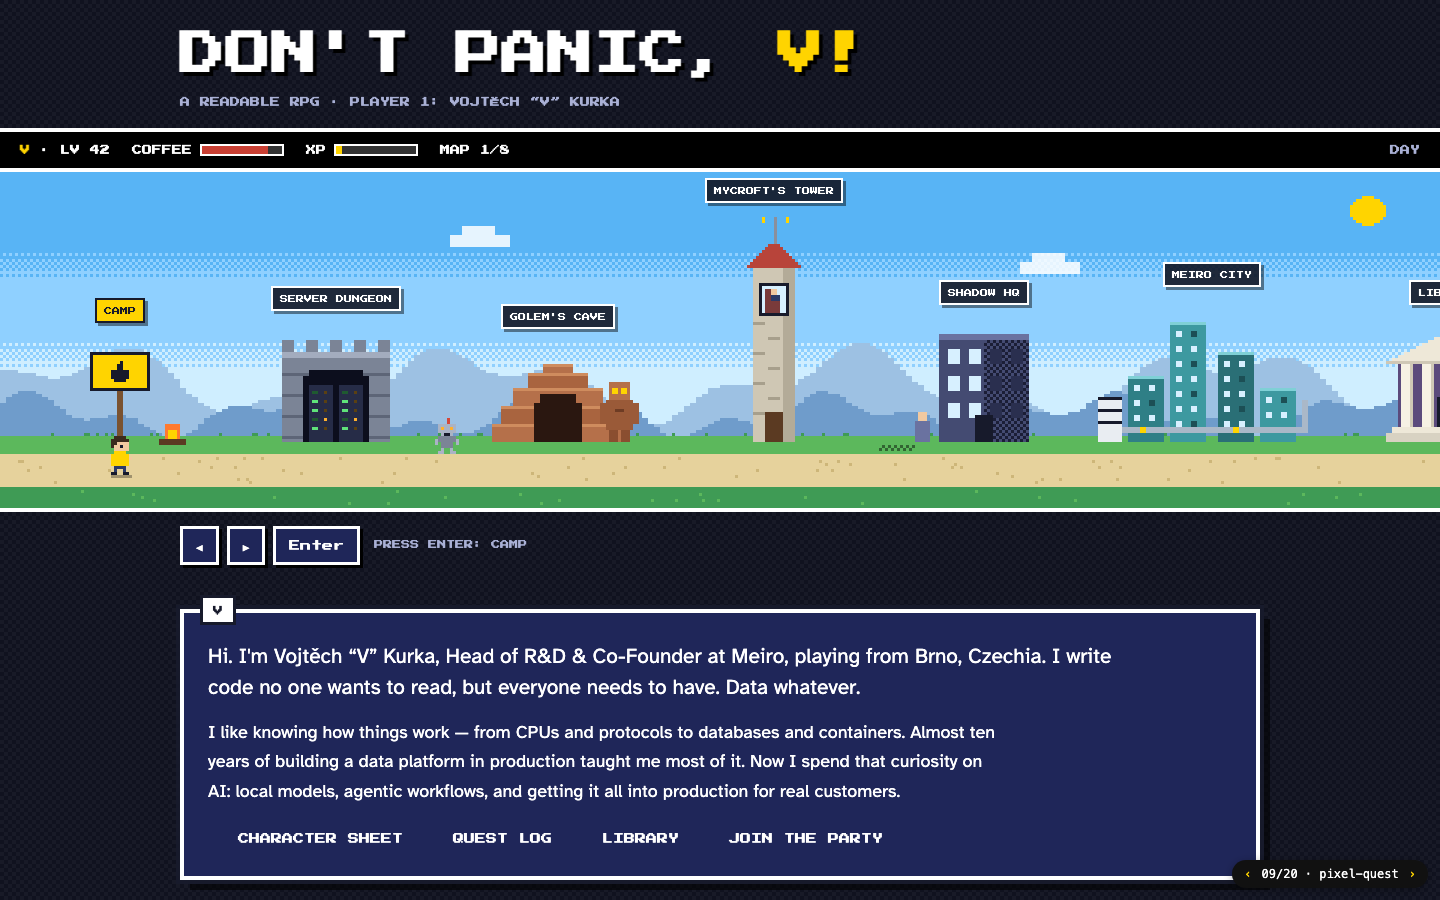 DON'T PANIC, V!
A READABLE RPG · PLAYER 1: VOJTĚCH “V” KURKA
V · LV 42 COFFEE XP MAP 1/8 DAY
MYCROFT'S TOWER
MEIRO CITY
SHADOW HQ
LIB
SERVER DUNGEON
CAMP
GOLEM'S CAVE
◄ ► Enter PRESS ENTER: CAMP
V
Hi. I'm Vojtěch “V” Kurka, Head of R&D & Co-Founder at Meiro, playing from Brno, Czechia. I write
code no one wants to read, but everyone needs to have. Data whatever.
I like knowing how things work — from CPUs and protocols to databases and containers. Almost ten
years of building a data platform in production taught me most of it. Now I spend that curiosity on
AI: local models, agentic workflows, and getting it all into production for real customers.
CHARACTER SHEET QUEST LOG LIBRARY JOIN THE PARTY
‹ 09/20 · pixel-quest ›